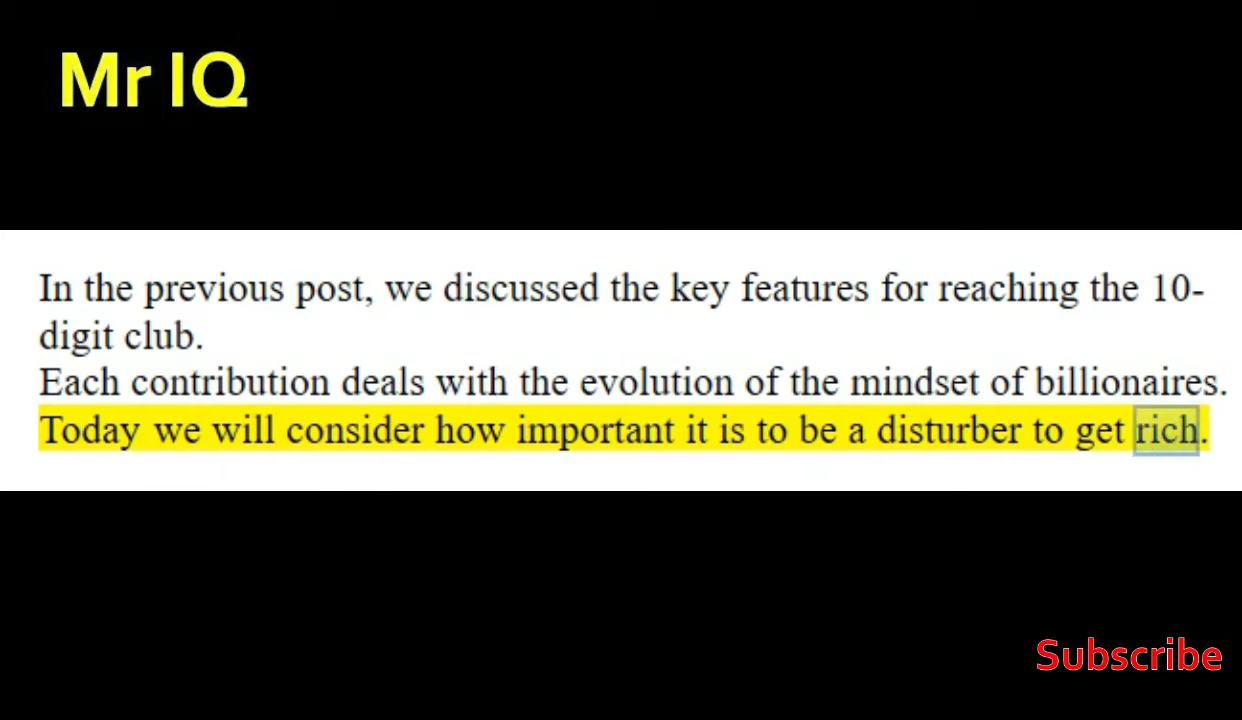 Mr IQ
In the previous post, we discussed the key features for reaching the 10-
digit club.
Each contribution deals with the evolution of the mindset of billionaires.
Today we will consider how important it is to be a disturber to get rich.
Subscribe